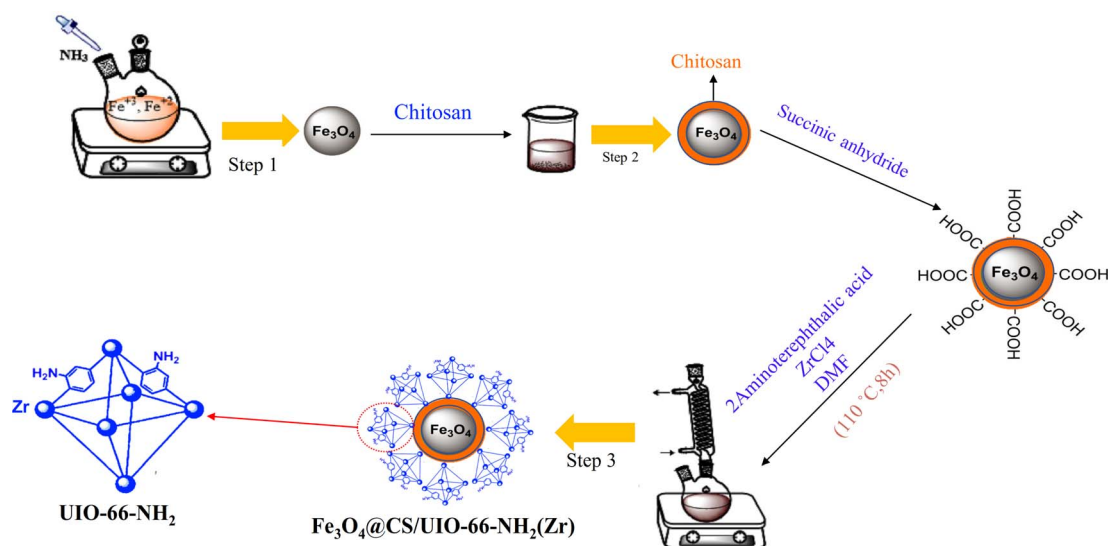 NH₃
Fe⁺³, Fe⁺²
Step 1
Fe₃O₄
Chitosan
Step 2
Chitosan
Fe₃O₄
Succinic anhydride
COOH
HOOC
COOH
HOOC
Fe₃O₄
COOH
HOOC
COOH
COOH
2Aminoterephthalic acid
ZrCl4
DMF
(110 °C,8h)
Step 3
Fe₃O₄
Fe₃O₄@CS/UIO-66-NH₂(Zr)
H₂N
NH₂
Zr
UIO-66-NH₂